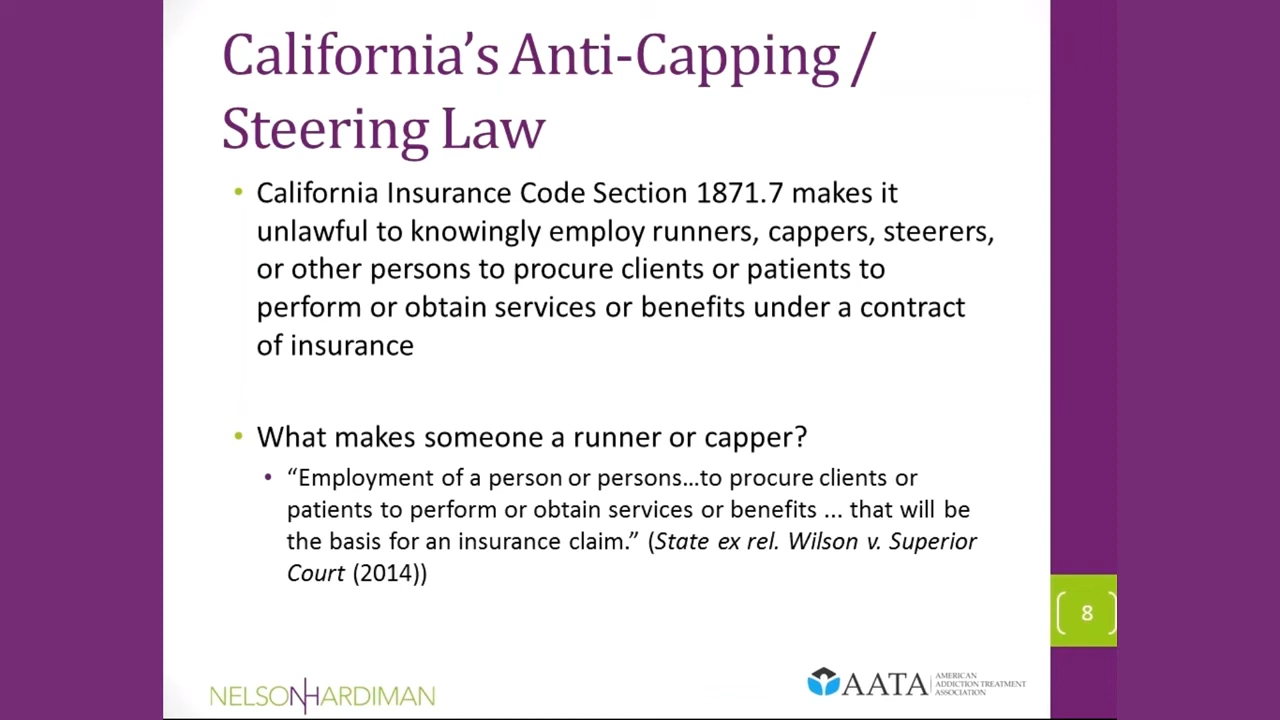 California’s Anti-Capping /
Steering Law
• California Insurance Code Section 1871.7 makes it
unlawful to knowingly employ runners, cappers, steerers,
or other persons to procure clients or patients to
perform or obtain services or benefits under a contract
of insurance
• What makes someone a runner or capper?
• “Employment of a person or persons…to procure clients or
patients to perform or obtain services or benefits ... that will be
the basis for an insurance claim.” (State ex rel. Wilson v. Superior
Court (2014))
8
NELSON HARDIMAN
AATA
AMERICAN
ADDICTION TREATMENT
ASSOCIATION